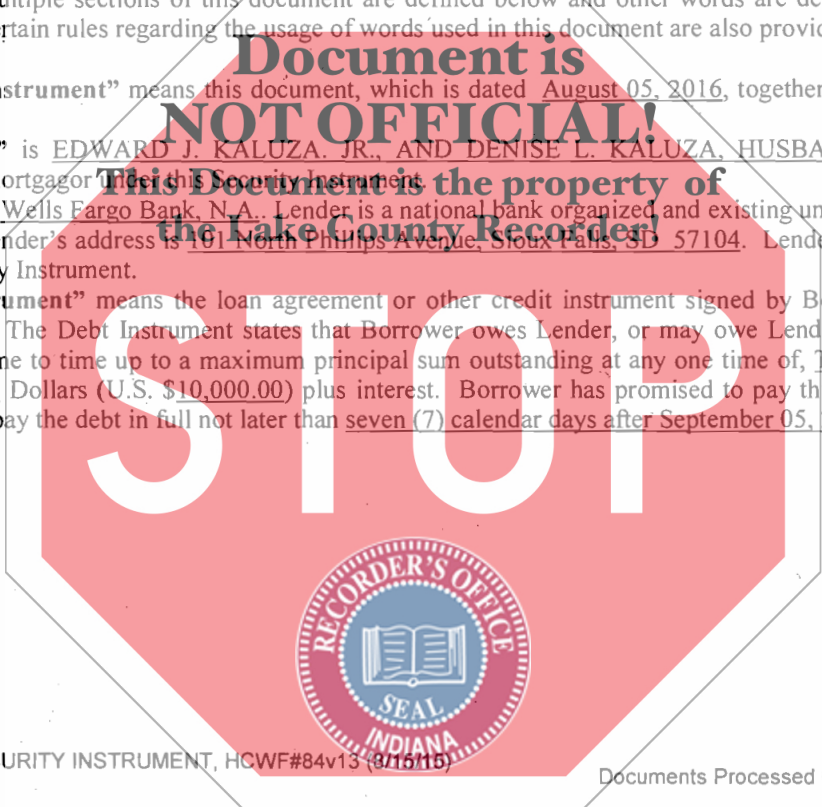 ultiple sections of this document are defined below and other words are de
rtain rules regarding the usage of words used in this document are also provid
Document is
strument” means this document, which is dated August 05, 2016, together
NOT OFFICIAL!
” is EDWARD J. KALUZA. JR., AND DENISE L. KALUZA, HUSBA
ortgagor under this Security Instrument.
This Document is the property of
Wells Fargo Bank, N.A.. Lender is a national bank organized and existing un
the Lake County Recorder!
nder’s address is 101 North Phillips Avenue, Sioux Falls, SD 57104. Lende
y Instrument.
ument” means the loan agreement or other credit instrument signed by B
The Debt Instrument states that Borrower owes Lender, or may owe Lend
ne to time up to a maximum principal sum outstanding at any one time of, T
Dollars (U.S. $10,000.00) plus interest. Borrower has promised to pay th
pay the debt in full not later than seven (7) calendar days after September 05,
STOP
RECORDER'S OFFICE
SEAL
INDIANA
URITY INSTRUMENT, HCWF#84v13 (8/15/15)
Documents Processed